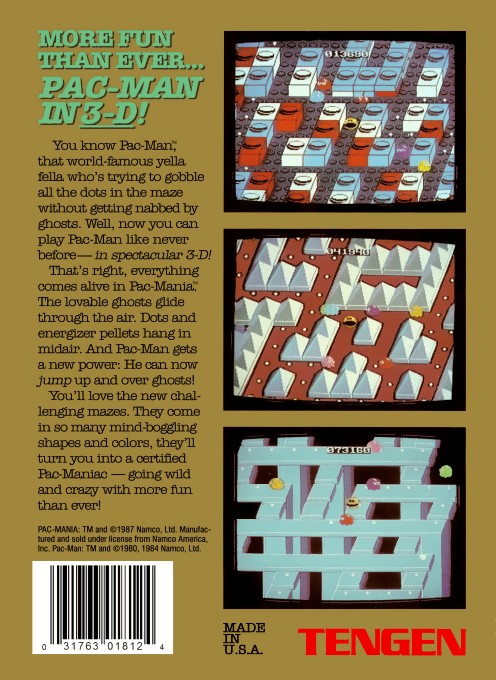 MORE FUN
THAN EVER...
PAC-MAN
IN 3-D!
You know Pac-Man,™
that world-famous yella
fella who's trying to gobble
all the dots in the maze
without getting nabbed by
ghosts. Well, now you can
play Pac-Man like never
before—in spectacular 3-D!
That's right, everything
comes alive in Pac-Mania.™
The lovable ghosts glide
through the air. Dots and
energizer pellets hang in
midair. And Pac-Man gets
a new power: He can now
jump up and over ghosts!
You'll love the new chal-
lenging mazes. They come
in so many mind-boggling
shapes and colors, they'll
turn you into a certified
Pac-Maniac — going wild
and crazy with more fun
than ever!
PAC-MANIA: TM and ©1987 Namco, Ltd. Manufac-
tured and sold under license from Namco America,
Inc. Pac-Man: TM and ©1980, 1984 Namco, Ltd.
0 31763 01812 4
013690
041940
073160
MADE
IN
U.S.A.
TENGEN